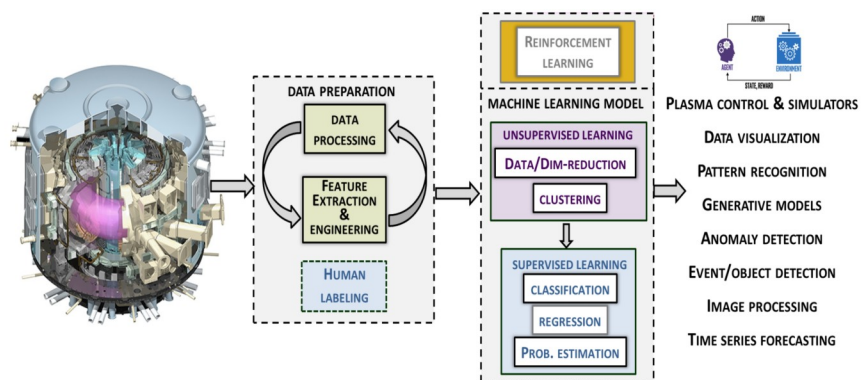 DATA PREPARATION
DATA
PROCESSING
FEATURE
EXTRACTION
&
ENGINEERING
HUMAN
LABELING
REINFORCEMENT
LEARNING
MACHINE LEARNING MODEL
UNSUPERVISED LEARNING
DATA/DIM-REDUCTION
CLUSTERING
SUPERVISED LEARNING
CLASSIFICATION
REGRESSION
PROB. ESTIMATION
ACTION
AGENT
ENVIRONMENT
STATE, REWARD
PLASMA CONTROL & SIMULATORS
DATA VISUALIZATION
PATTERN RECOGNITION
GENERATIVE MODELS
ANOMALY DETECTION
EVENT/OBJECT DETECTION
IMAGE PROCESSING
TIME SERIES FORECASTING